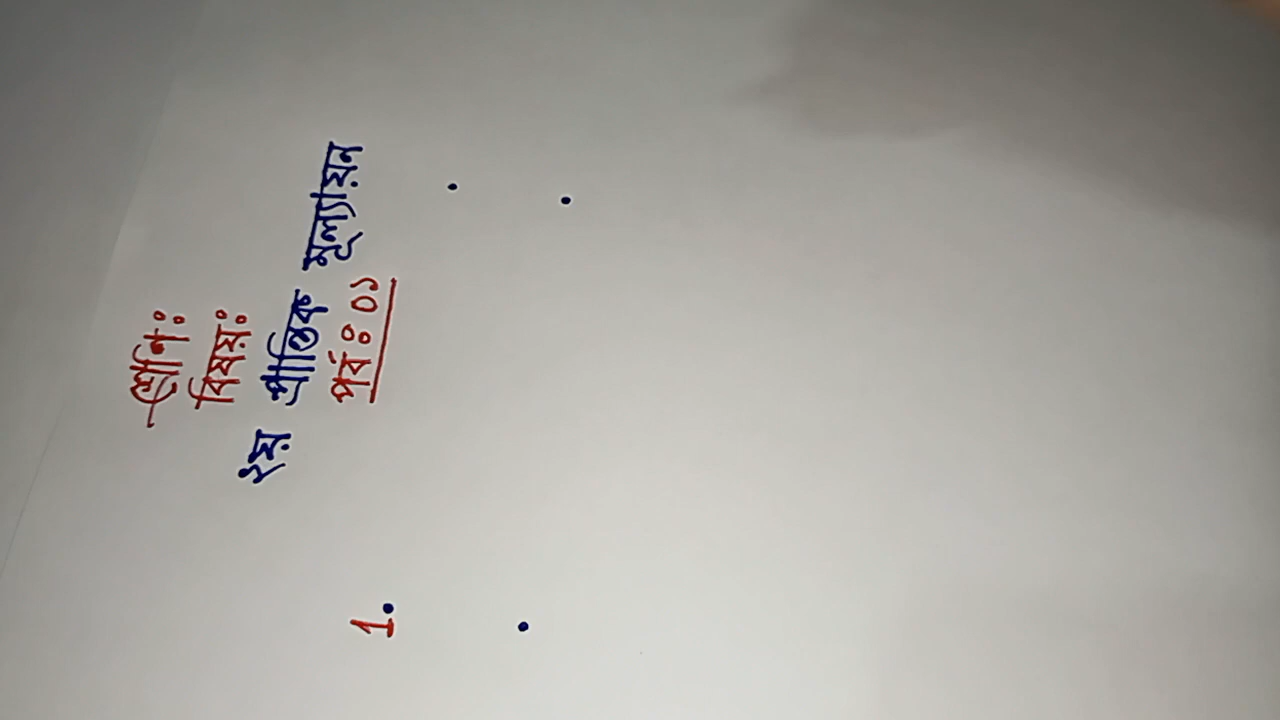 শ্রেণি:
বিষয়:
২য় প্রান্তিক মূল্যায়ন
পর্ব: ০১
1.